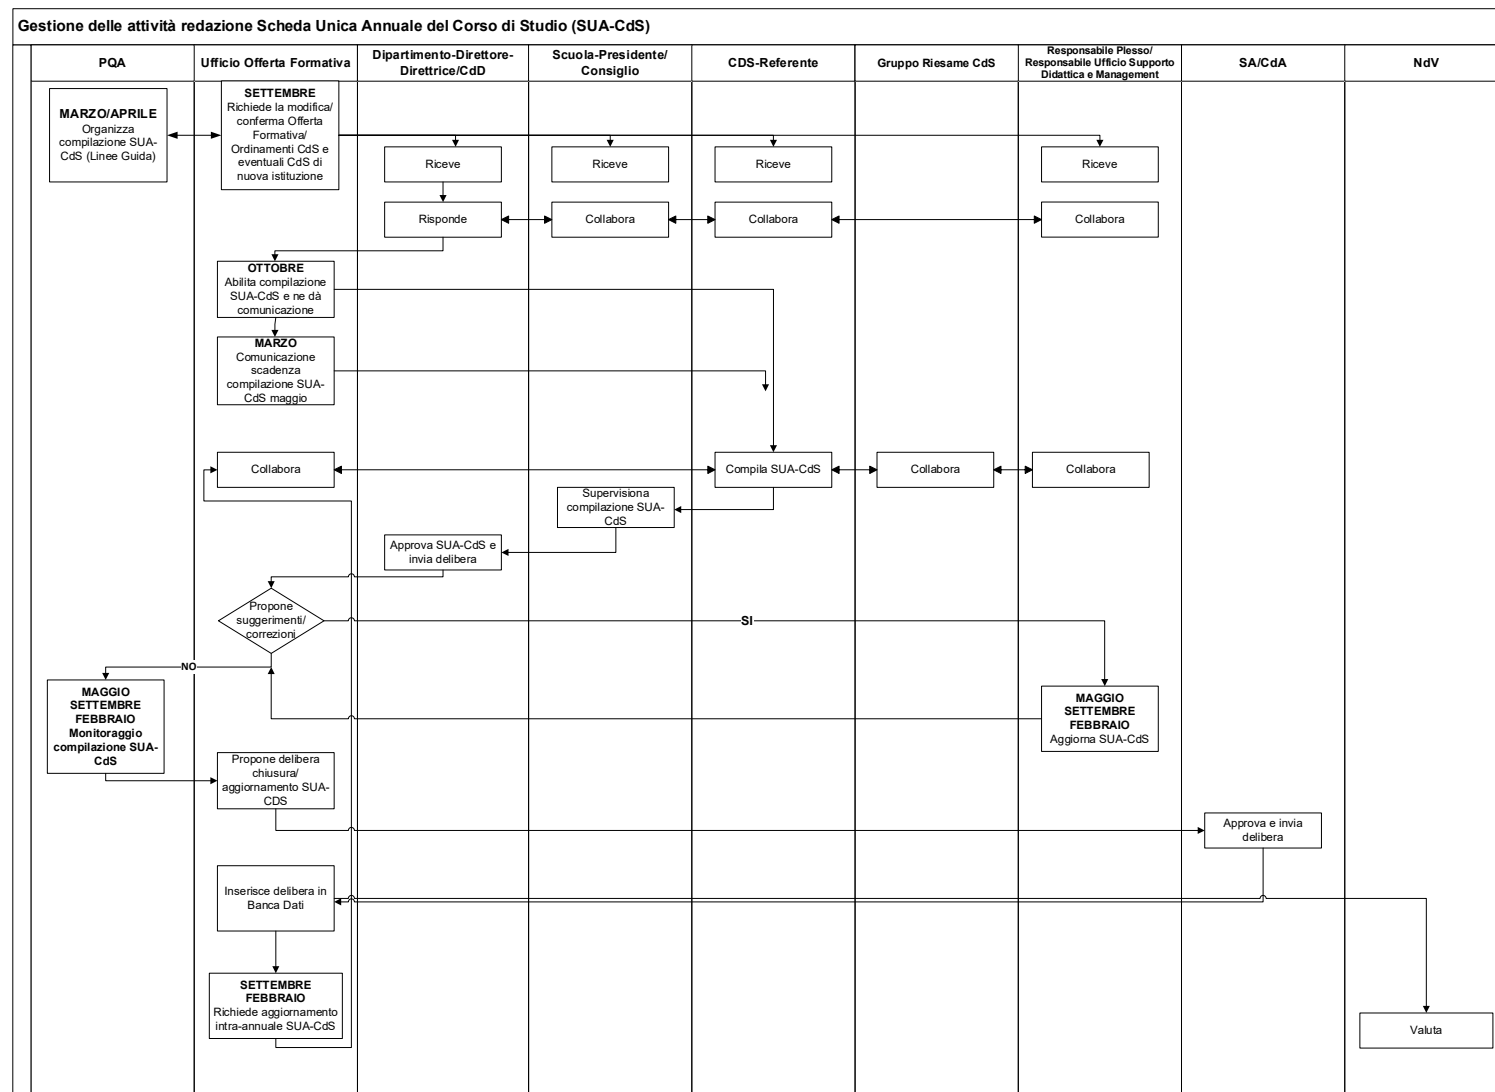 Gestione delle attività redazione Scheda Unica Annuale del Corso di Studio (SUA-CdS)
PQA
Ufficio Offerta Formativa
Dipartimento-Direttore-
Direttrice/CdD
Scuola-Presidente/
Consiglio
CDS-Referente
Gruppo Riesame CdS
Responsabile Plesso/
Responsabile Ufficio Supporto
Didattica e Management
SA/CdA
NdV
MARZO/APRILE
Organizza
compilazione SUA-
CdS (Linee Guida)
SETTEMBRE
Richiede la modifica/
conferma Offerta
Formativa/
Ordinamenti CdS e
eventuali CdS di
nuova istituzione
Riceve
Riceve
Riceve
Riceve
Risponde
Collabora
Collabora
Collabora
OTTOBRE
Abilita compilazione
SUA-CdS e ne dà
comunicazione
MARZO
Comunicazione
scadenza
compilazione SUA-
CdS maggio
Collabora
Compila SUA-CdS
Collabora
Collabora
Supervisiona
compilazione SUA-
CdS
Approva SUA-CdS e
invia delibera
Propone
suggerimenti/
correzioni
SI
NO
MAGGIO
SETTEMBRE
FEBBRAIO
Monitoraggio
compilazione SUA-
CdS
MAGGIO
SETTEMBRE
FEBBRAIO
Aggiorna SUA-CdS
Propone delibera
chiusura/
aggiornamento SUA-
CDS
Approva e invia
delibera
Inserisce delibera in
Banca Dati
SETTEMBRE
FEBBRAIO
Richiede aggiornamento
intra-annuale SUA-CdS
Valuta